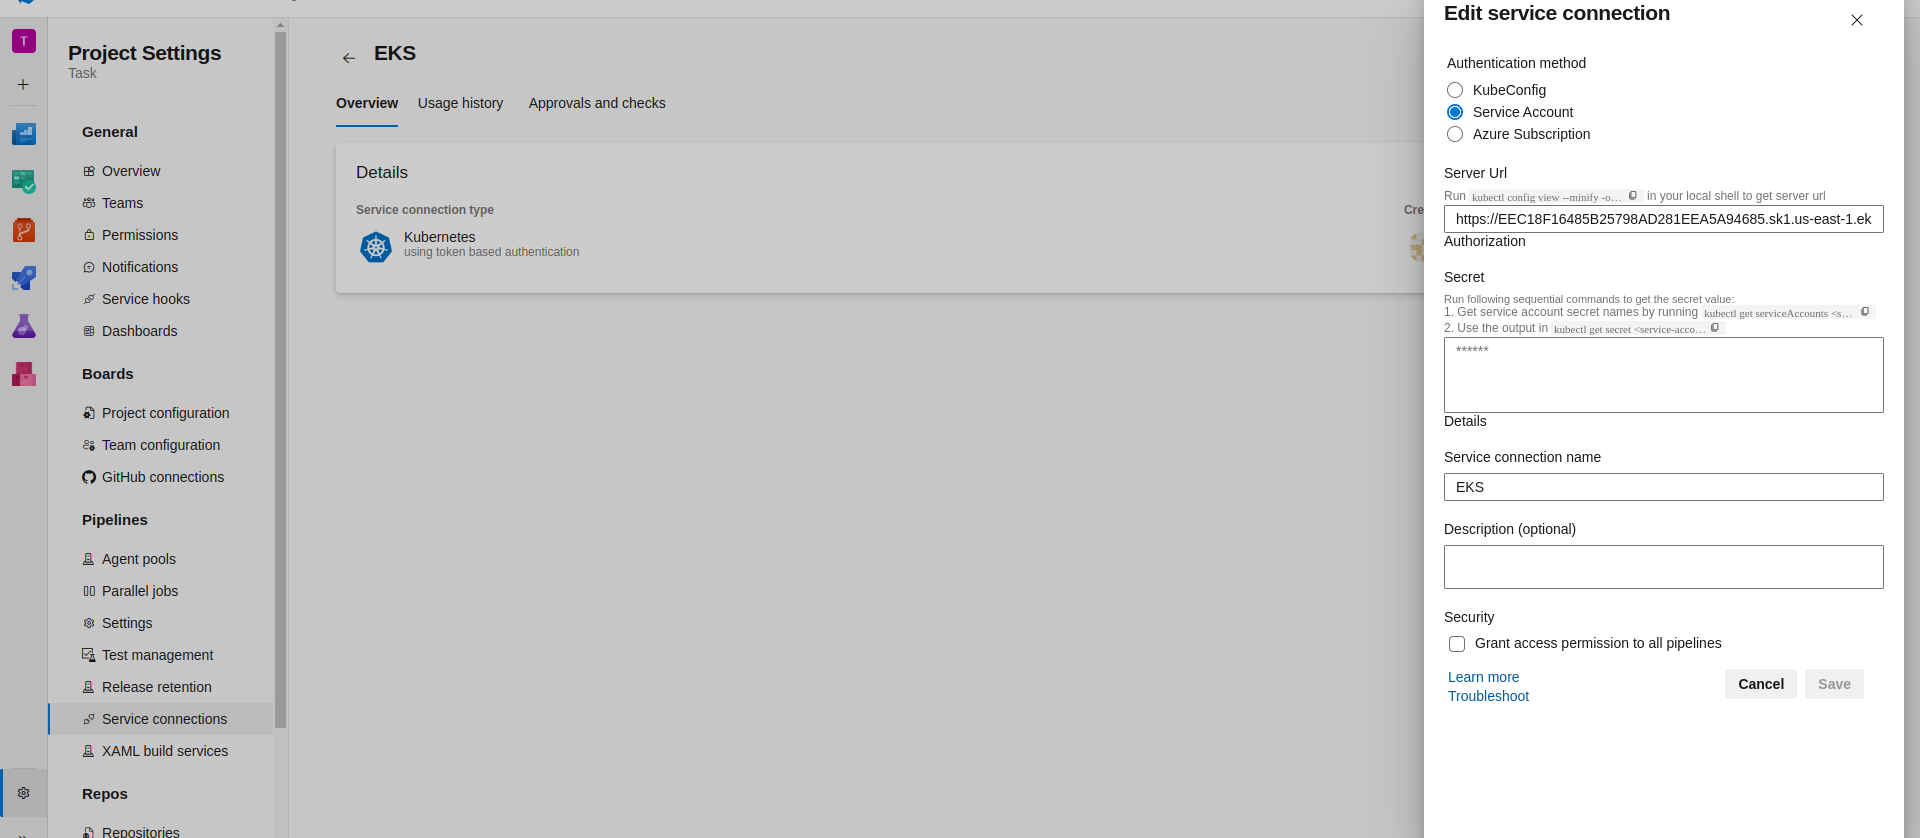 T
Project Settings
Task
General
Overview
Teams
Permissions
Notifications
Service hooks
Dashboards
Boards
Project configuration
Team configuration
GitHub connections
Pipelines
Agent pools
Parallel jobs
Settings
Test management
Release retention
Service connections
XAML build services
Repos
Repositories
EKS
Overview
Usage history
Approvals and checks
Details
Service connection type
Kubernetes
using token based authentication
Cre
Edit service connection
Authentication method
KubeConfig
Service Account
Azure Subscription
Server Url
Run kubectl config view --minify -o... in your local shell to get server url
https://EEC18F16485B25798AD281EEA5A94685.sk1.us-east-1.ek
Authorization
Secret
Run following sequential commands to get the secret value:
1. Get service account secret names by running kubectl get serviceAccounts <s...
2. Use the output in kubectl get secret <service-acco...
******
Details
Service connection name
EKS
Description (optional)
Security
Grant access permission to all pipelines
Learn more
Troubleshoot
Cancel
Save